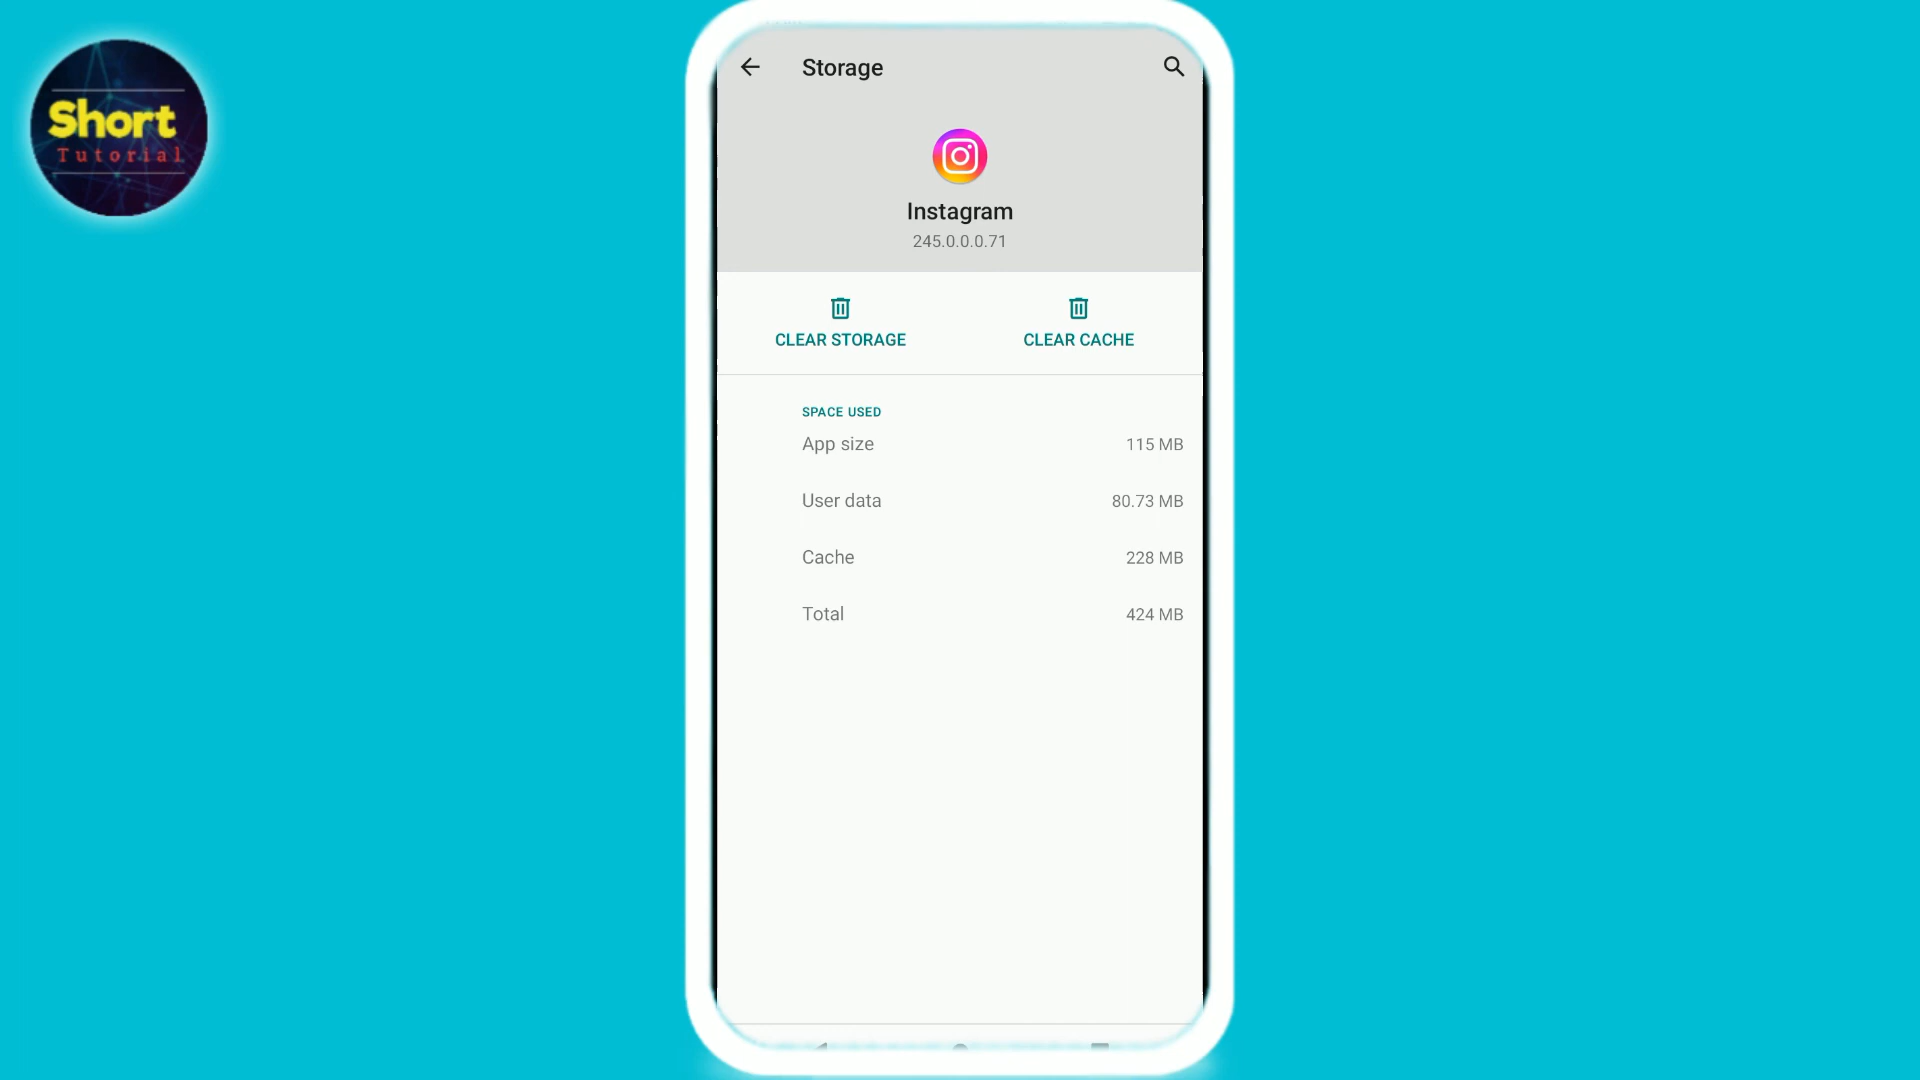 Short
Tutorial
Storage
Instagram
245.0.0.0.71
CLEAR STORAGE
CLEAR CACHE
SPACE USED
App size 115 MB
User data 80.73 MB
Cache 228 MB
Total 424 MB